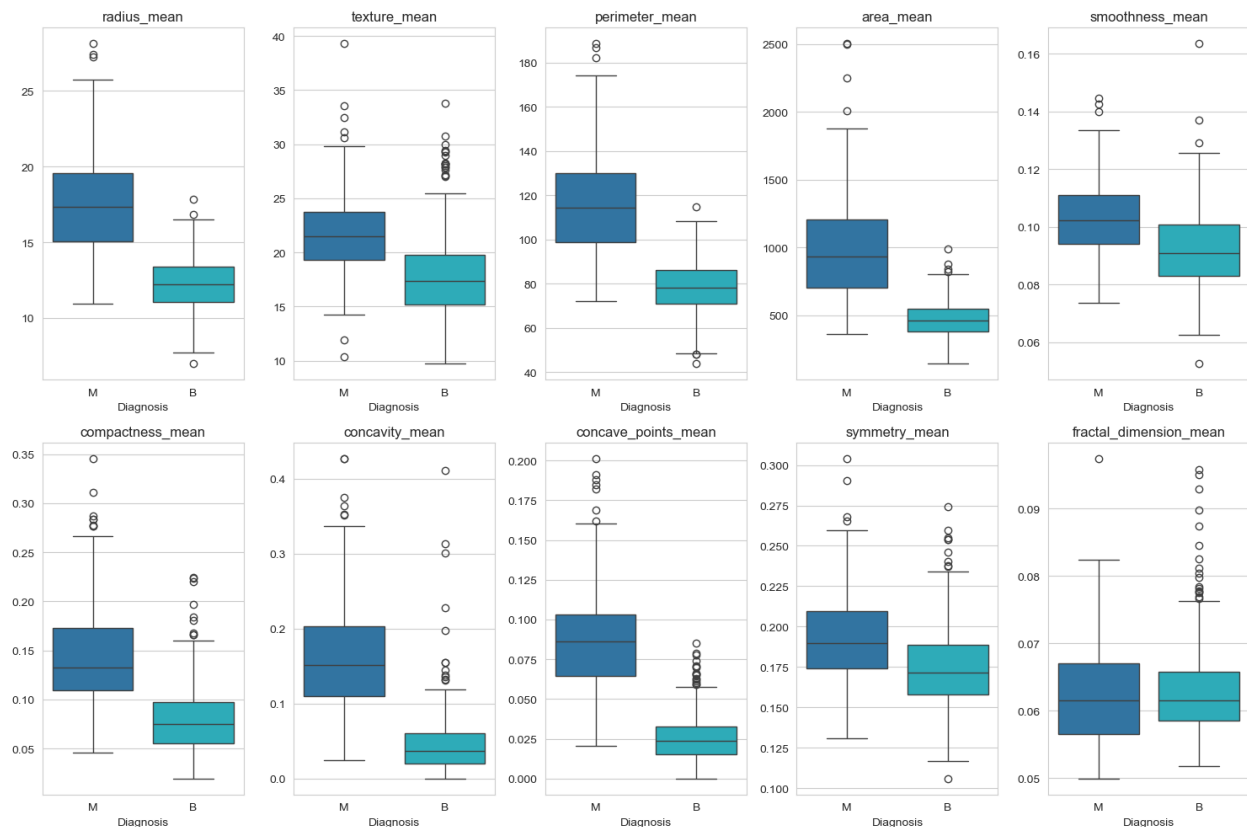 radius_mean
texture_mean
perimeter_mean
area_mean
smoothness_mean
25
20
15
10
40
35
30
25
20
15
10
180
160
140
120
100
80
60
40
2500
2000
1500
1000
500
0.16
0.14
0.12
0.10
0.08
0.06
M B
M B
M B
M B
M B
Diagnosis
Diagnosis
Diagnosis
Diagnosis
Diagnosis
compactness_mean
concavity_mean
concave_points_mean
symmetry_mean
fractal_dimension_mean
0.35
0.30
0.25
0.20
0.15
0.10
0.05
0.4
0.3
0.2
0.1
0.0
0.200
0.175
0.150
0.125
0.100
0.075
0.050
0.025
0.000
0.300
0.275
0.250
0.225
0.200
0.175
0.150
0.125
0.100
0.09
0.08
0.07
0.06
0.05
M B
M B
M B
M B
M B
Diagnosis
Diagnosis
Diagnosis
Diagnosis
Diagnosis